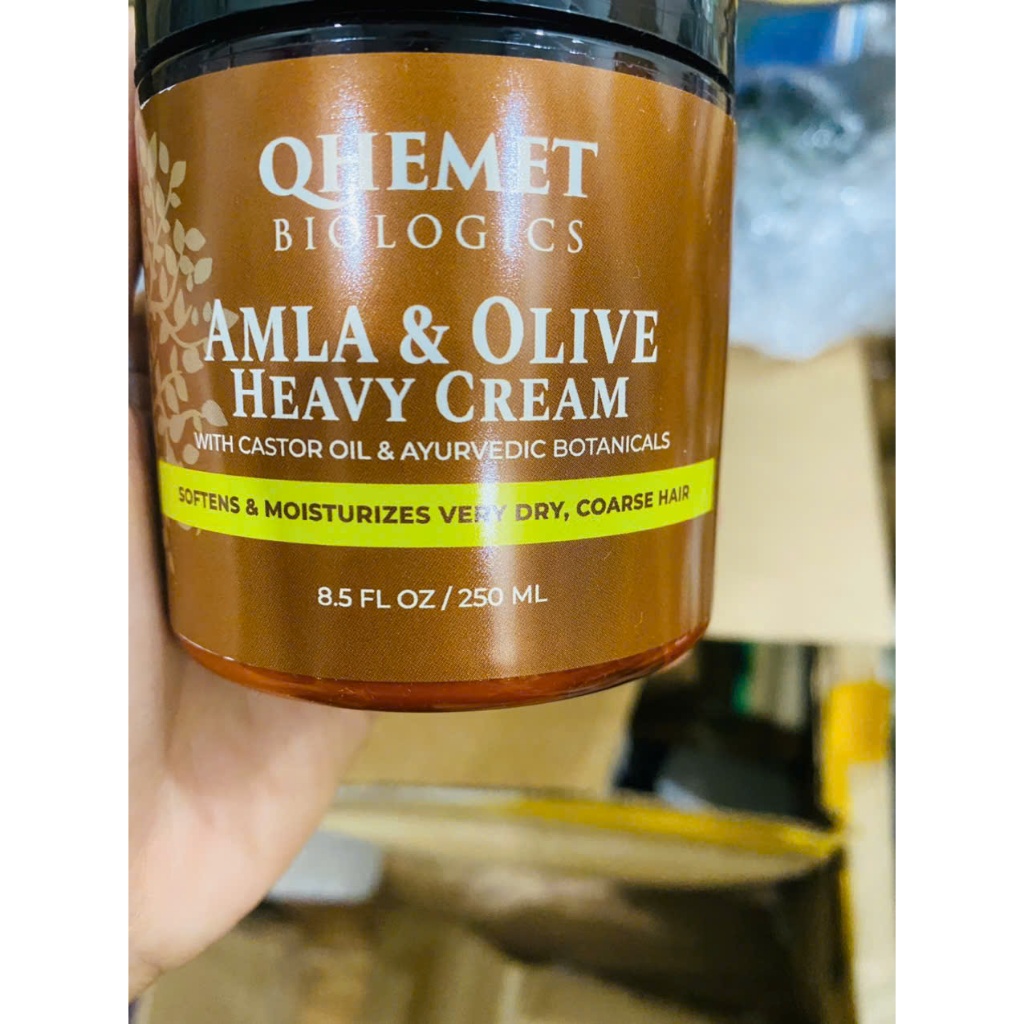 QHEMET
BIOLOGICS
AMLA & OLIVE
HEAVY CREAM
WITH CASTOR OIL & AYURVEDIC BOTANICALS
SOFTENS & MOISTURIZES VERY DRY, COARSE HAIR
8.5 FL OZ / 250 ML